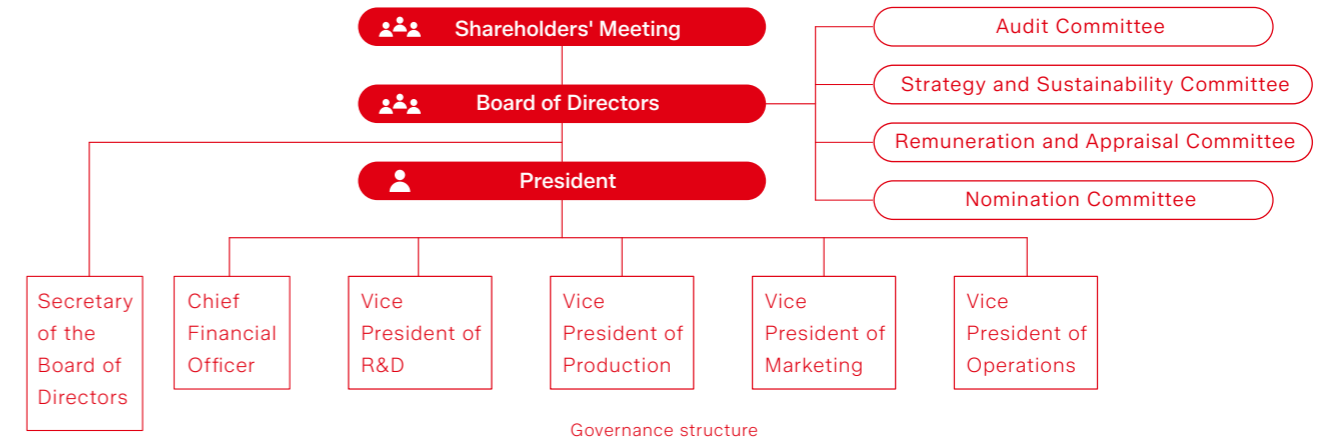 Shareholders' Meeting
Board of Directors
President
Audit Committee
Strategy and Sustainability Committee
Remuneration and Appraisal Committee
Nomination Committee
Secretary
of the
Board of
Directors
Chief
Financial
Officer
Vice
President of
R&D
Vice
President of
Production
Vice
President of
Marketing
Vice
President of
Operations
Governance structure